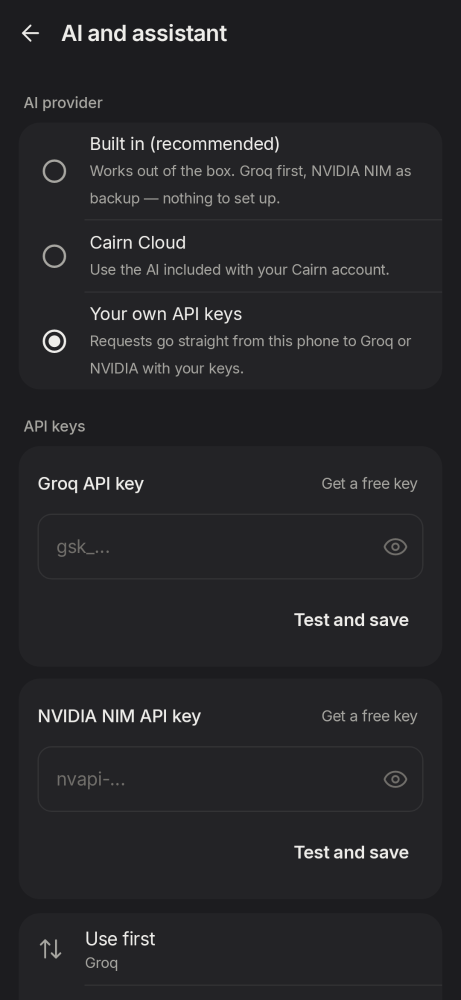 AI and assistant
AI provider
Built in (recommended)
Works out of the box. Groq first, NVIDIA NIM as
backup — nothing to set up.
Cairn Cloud
Use the AI included with your Cairn account.
Your own API keys
Requests go straight from this phone to Groq or
NVIDIA with your keys.
API keys
Groq API key
Get a free key
gsk_...
Test and save
NVIDIA NIM API key
Get a free key
nvapi-...
Test and save
Use first
Groq